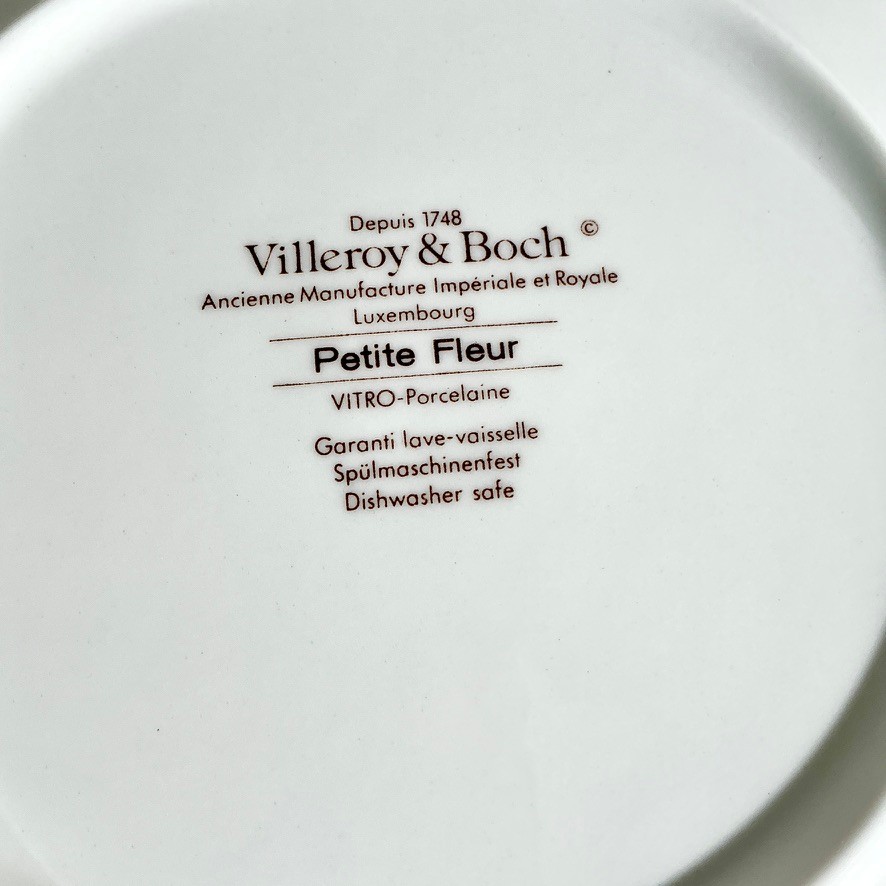 Depuis 1748
Villeroy & Boch ©
Ancienne Manufacture Impériale et Royale
Luxembourg
Petite Fleur
VITRO-Porcelaine
Garanti lave-vaisselle
Spülmaschinenfest
Dishwasher safe